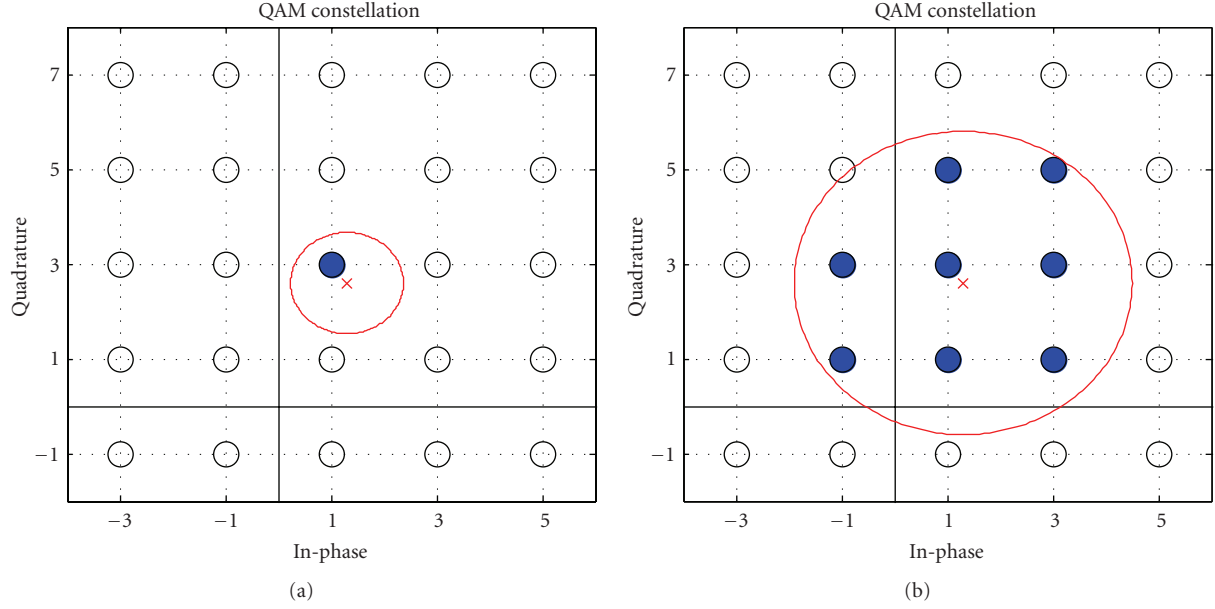 QAM constellation
7
5
3
1
−1
Quadrature
−3 −1 1 3 5
In-phase
(a)
QAM constellation
7
5
3
1
−1
Quadrature
−3 −1 1 3 5
In-phase
(b)